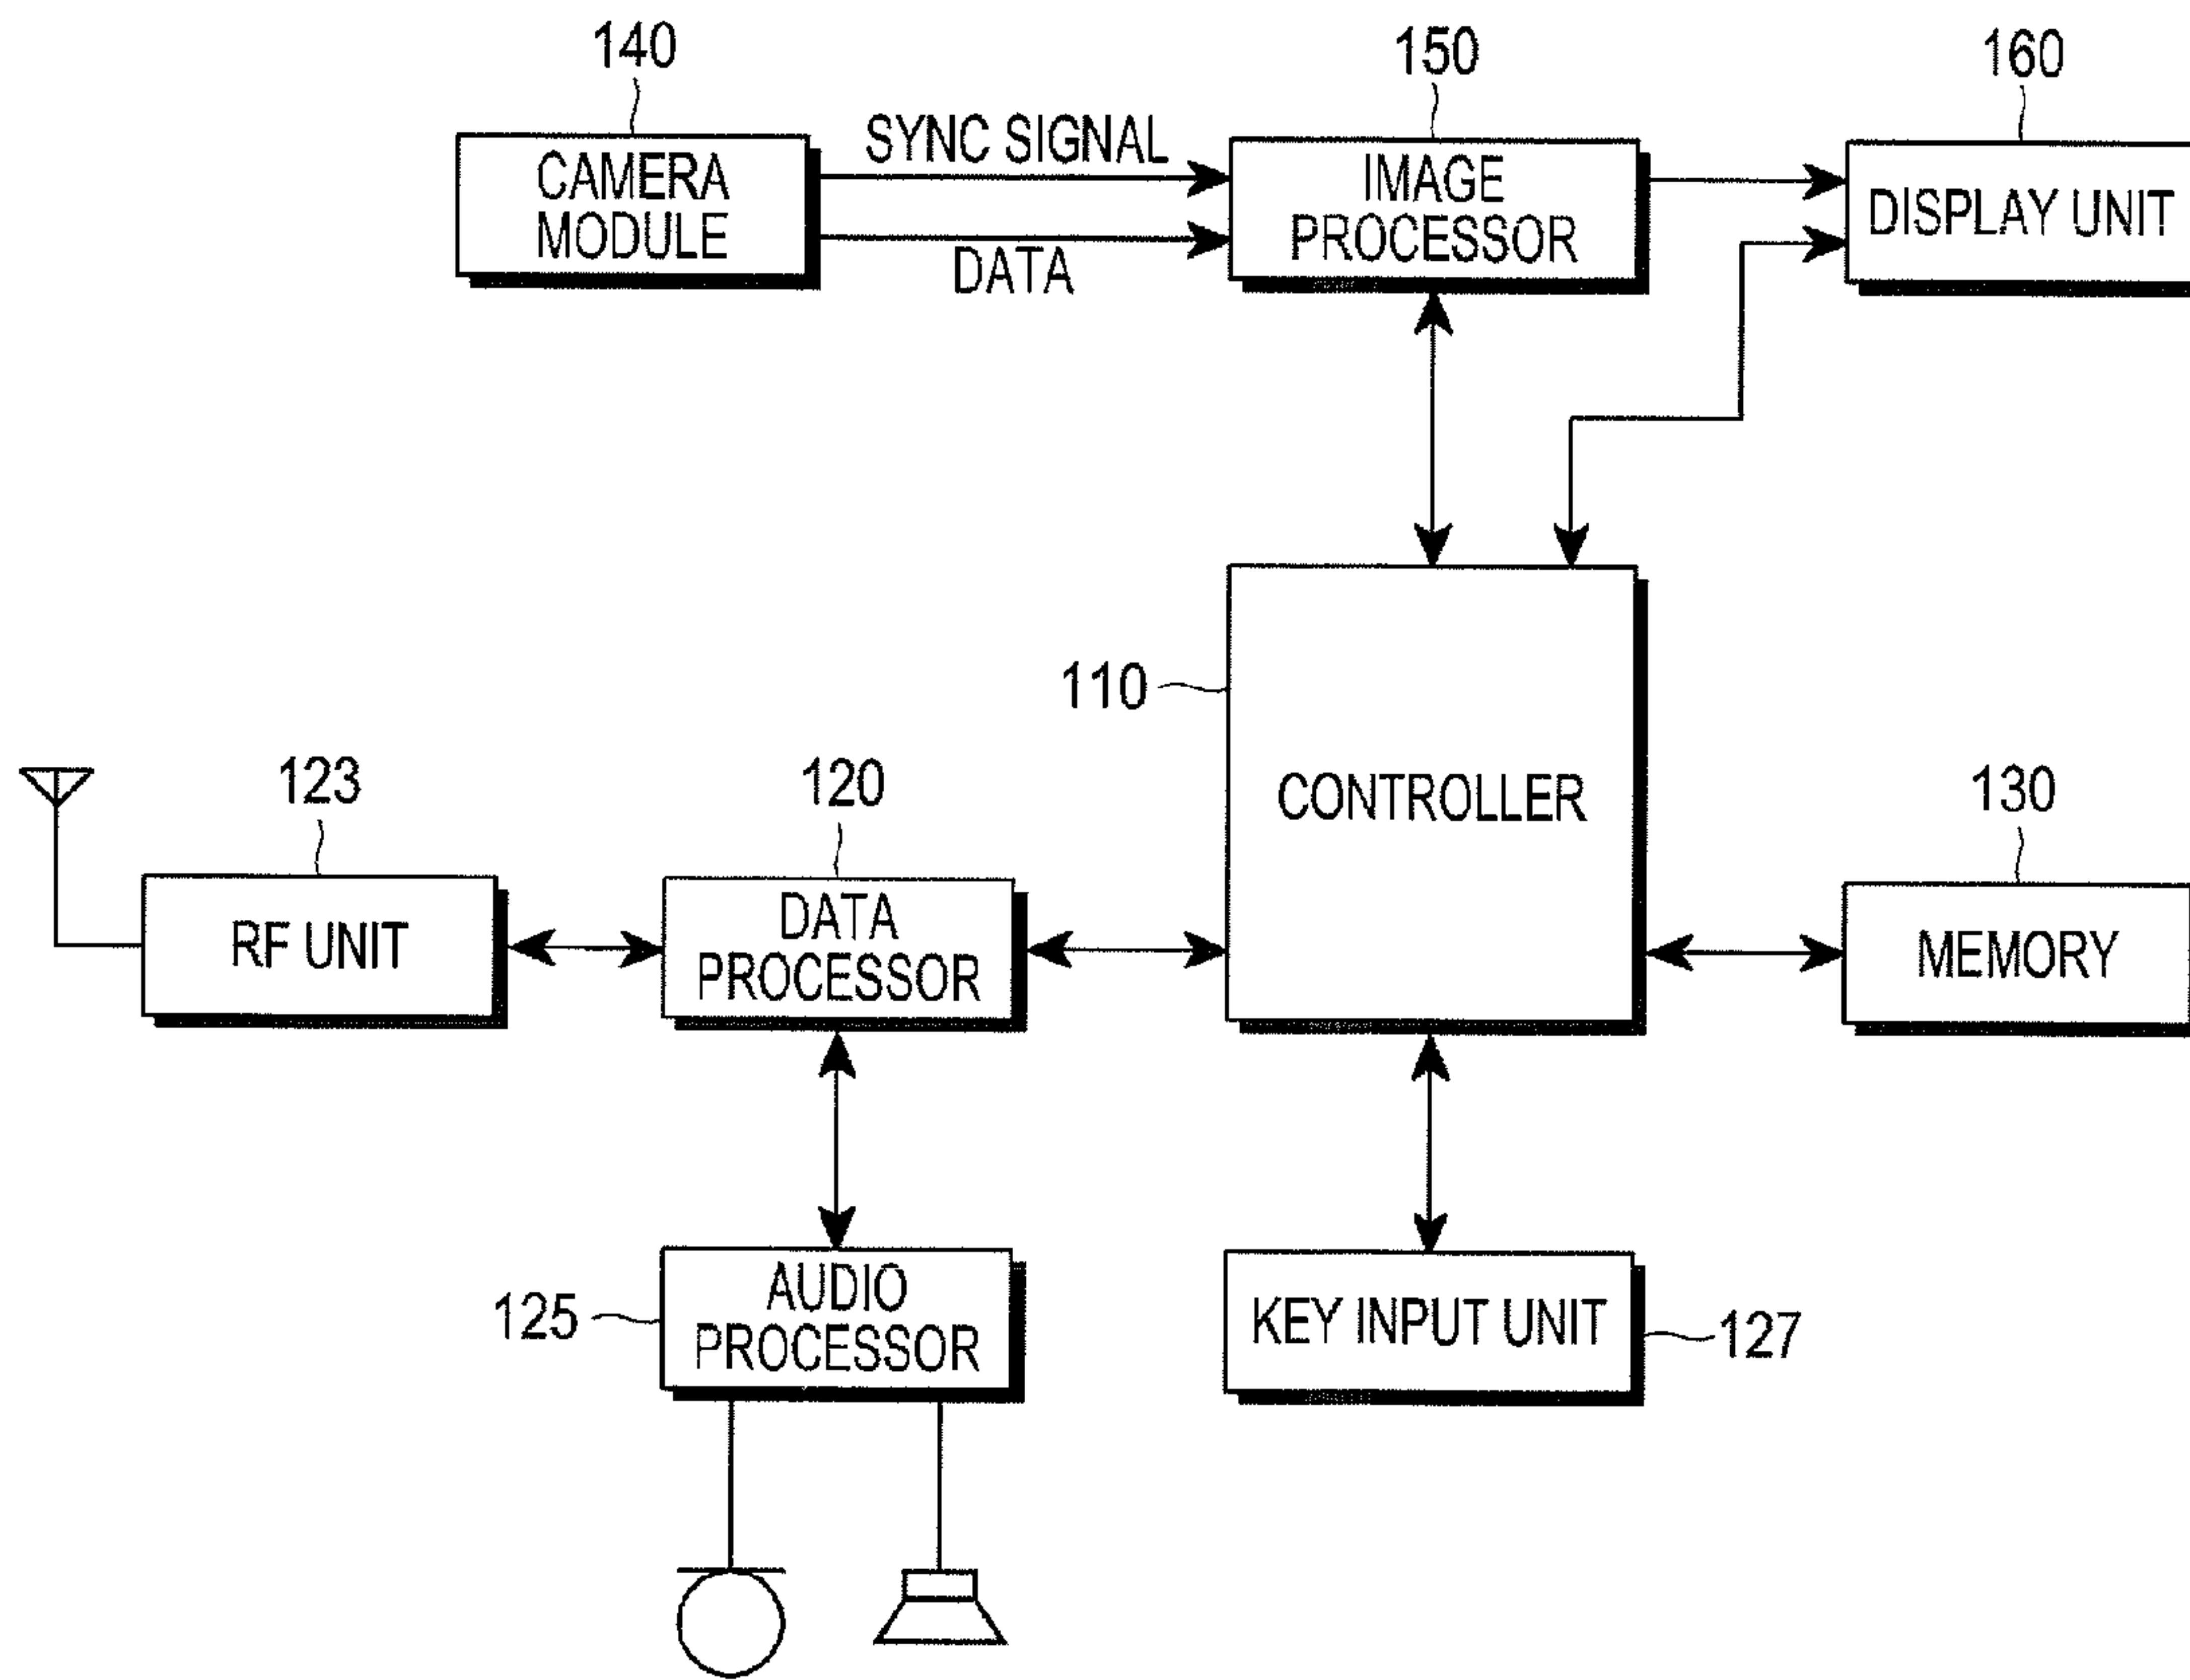 140
150
160
SYNC SIGNAL
CAMERA
MODULE
IMAGE
PROCESSOR
DISPLAY UNIT
DATA
110
CONTROLLER
123
120
130
RF UNIT
DATA
PROCESSOR
MEMORY
125
AUDIO
PROCESSOR
KEY INPUT UNIT
127